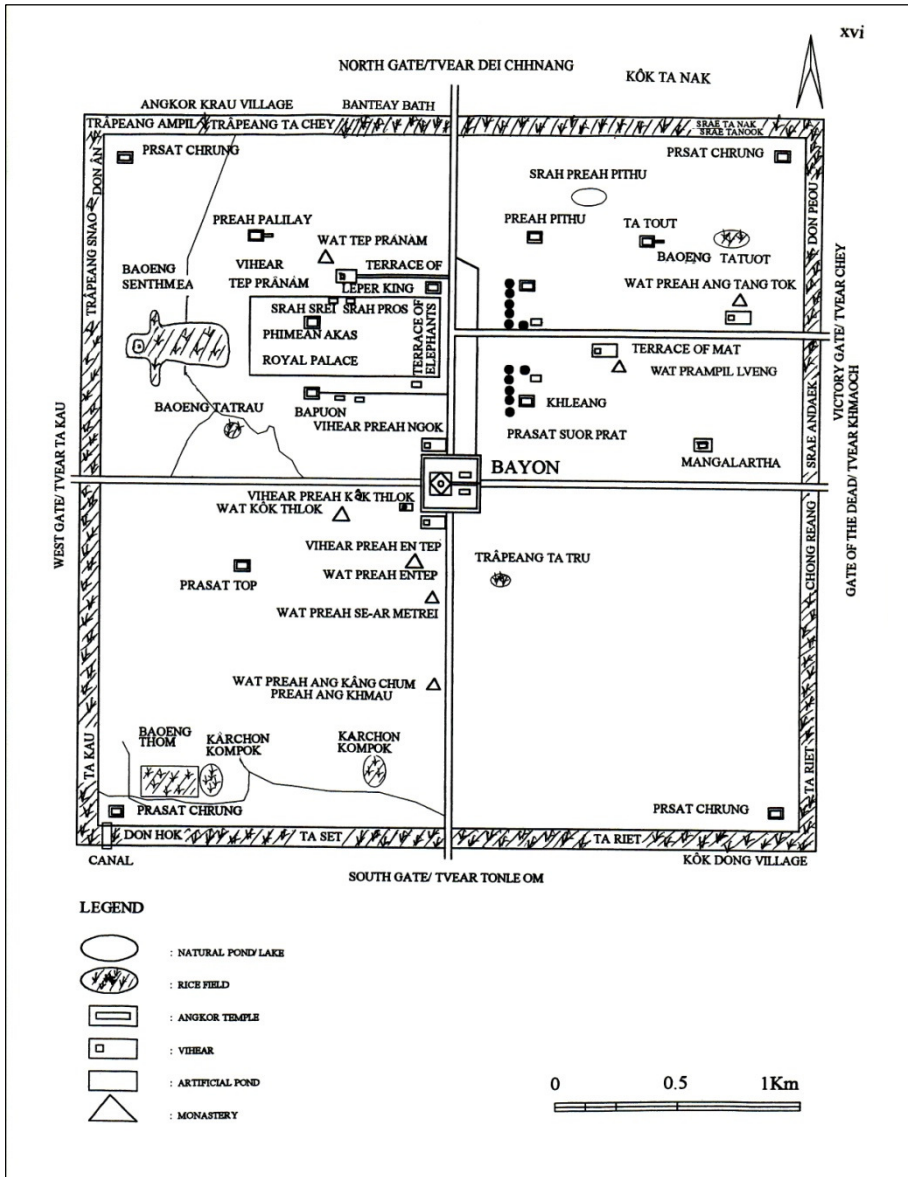 xvi
NORTH GATE/TVEAR DEI CHHNANG
KÔK TA NAK
ANGKOR KRAU VILLAGE
BANTEAY BATH
TRÂPEANG AMPIL
TRÂPEANG TA CHEY
SRAE TA NAK
SRAE TANOOK
PRSAT CHRUNG
PRSAT CHRUNG
DON ÂN
DON PEOU
SRAH PREAH PITHU
PREAH PALILAY
PREAH PITHU
TA TOUT
WAT TEP PRÄNÀM
BAOENG TATUOT
VIHEAR
TEP PRÄNÀM
TERRACE OF
LEPER KING
WAT PREAH ANG TANG TOK
TRÂPEANG SNAO
BAOENG
SENTHMEA
SRAH SREI
SRAH PROS
PHIMEAN AKAS
ROYAL PALACE
TERRACE OF
ELEPHANTS
TERRACE OF MAT
WAT PRAMPIL LVENG
VICTORY GATE/ TVEAR CHEY
BAPUON
KHLEANG
BAOENG TATRAU
VIHEAR PREAH NGOK
PRASAT SUOR PRAT
MANGALARTHA
SRAE ANDAEK
BAYON
WEST GATE/ TVEAR TA KAU
GATE OF THE DEAD/ TVEAR KHMAOCH
VIHEAR PREAH KÔK THLOK
WAT KÔK THLOK
CHONG REANG
VIHEAR PREAH EN TEP
WAT PREAH ENTEP
TRÂPEANG TA TRU
PRASAT TOP
WAT PREAH SE-AR METREI
WAT PREAH ANG KÂNG CHUM
PREAH ANG KHMAU
TA KAU
BAOENG
THOM
KÂRCHON
KOMPOK
KARCHON
KOMPOK
TA RIET
PRASAT CHRUNG
PRSAT CHRUNG
DON HOK
TA SET
TA RIET
CANAL
KÔK DONG VILLAGE
SOUTH GATE/ TVEAR TONLE OM
LEGEND
: NATURAL POND/LAKE
: RICE FIELD
: ANGKOR TEMPLE
: VIHEAR
: ARTIFICIAL POND
: MONASTERY
0 0.5 1Km